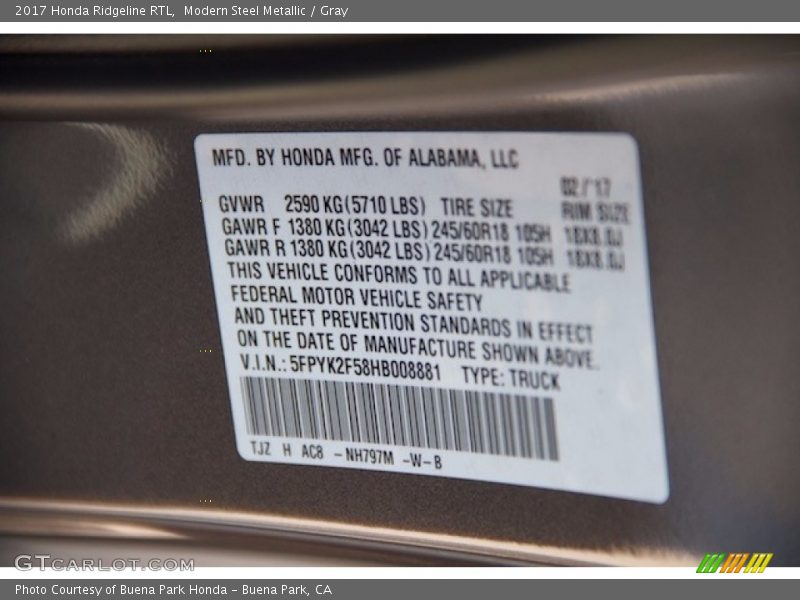 2017 Honda Ridgeline RTL, Modern Steel Metallic / Gray
MFD. BY HONDA MFG. OF ALABAMA, LLC
02/'17
GVWR 2590 KG(5710 LBS) TIRE SIZE RIM SIZE
GAWR F 1380 KG(3042 LBS) 245/60R18 105H 18X8.0J
GAWR R 1380 KG(3042 LBS) 245/60R18 105H 18X8.0J
THIS VEHICLE CONFORMS TO ALL APPLICABLE
FEDERAL MOTOR VEHICLE SAFETY
AND THEFT PREVENTION STANDARDS IN EFFECT
ON THE DATE OF MANUFACTURE SHOWN ABOVE.
V.I.N.: 5FPYK2F58HB008881 TYPE: TRUCK
TJZ H AC8 -NH797M -W-B
GTCARLOT.COM
Photo Courtesy of Buena Park Honda - Buena Park, CA